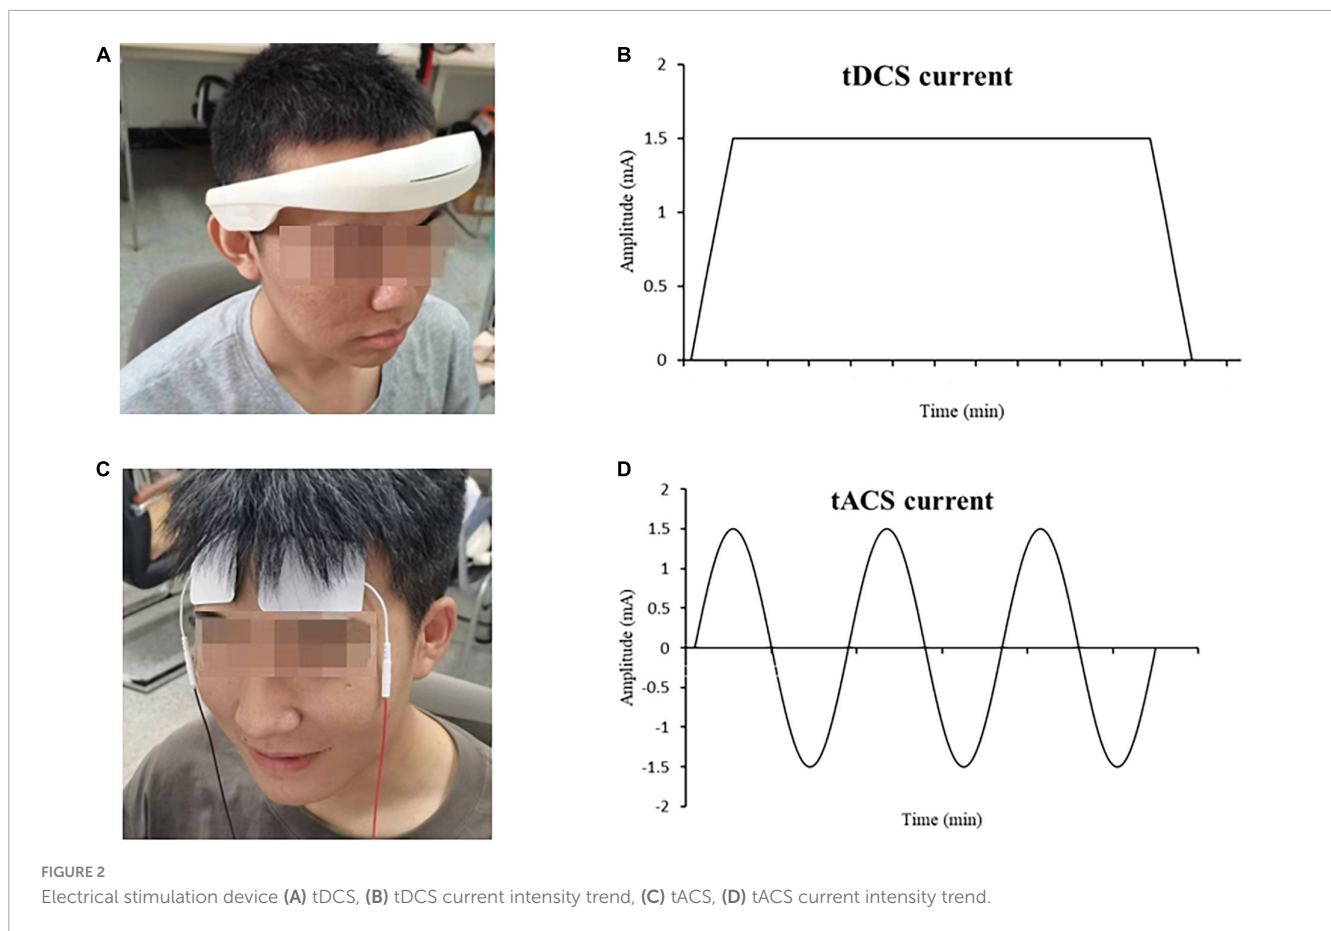 A
B
tDCS current
2
1.5
1
0.5
0
Amplitude (mA)
Time (min)
C
D
tACS current
2
1.5
1
0.5
0
-0.5
-1
-1.5
-2
Amplitude (mA)
Time (min)
FIGURE 2
Electrical stimulation device (A) tDCS, (B) tDCS current intensity trend, (C) tACS, (D) tACS current intensity trend.